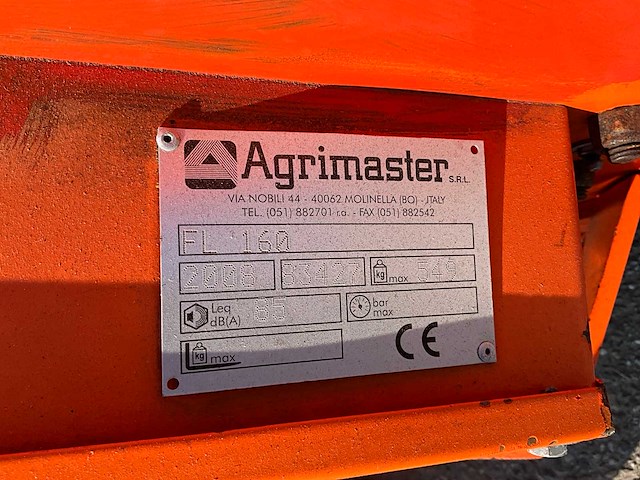 Agrimaster S.R.L.
VIA NOBILI 44 - 40062 MOLINELLA (BO) - ITALY
TEL. (051) 882701 r.a. - FAX (051) 882542
FL 160
2008 83427 kg max 549
Leq dB(A) 85 bar max
kg max CE